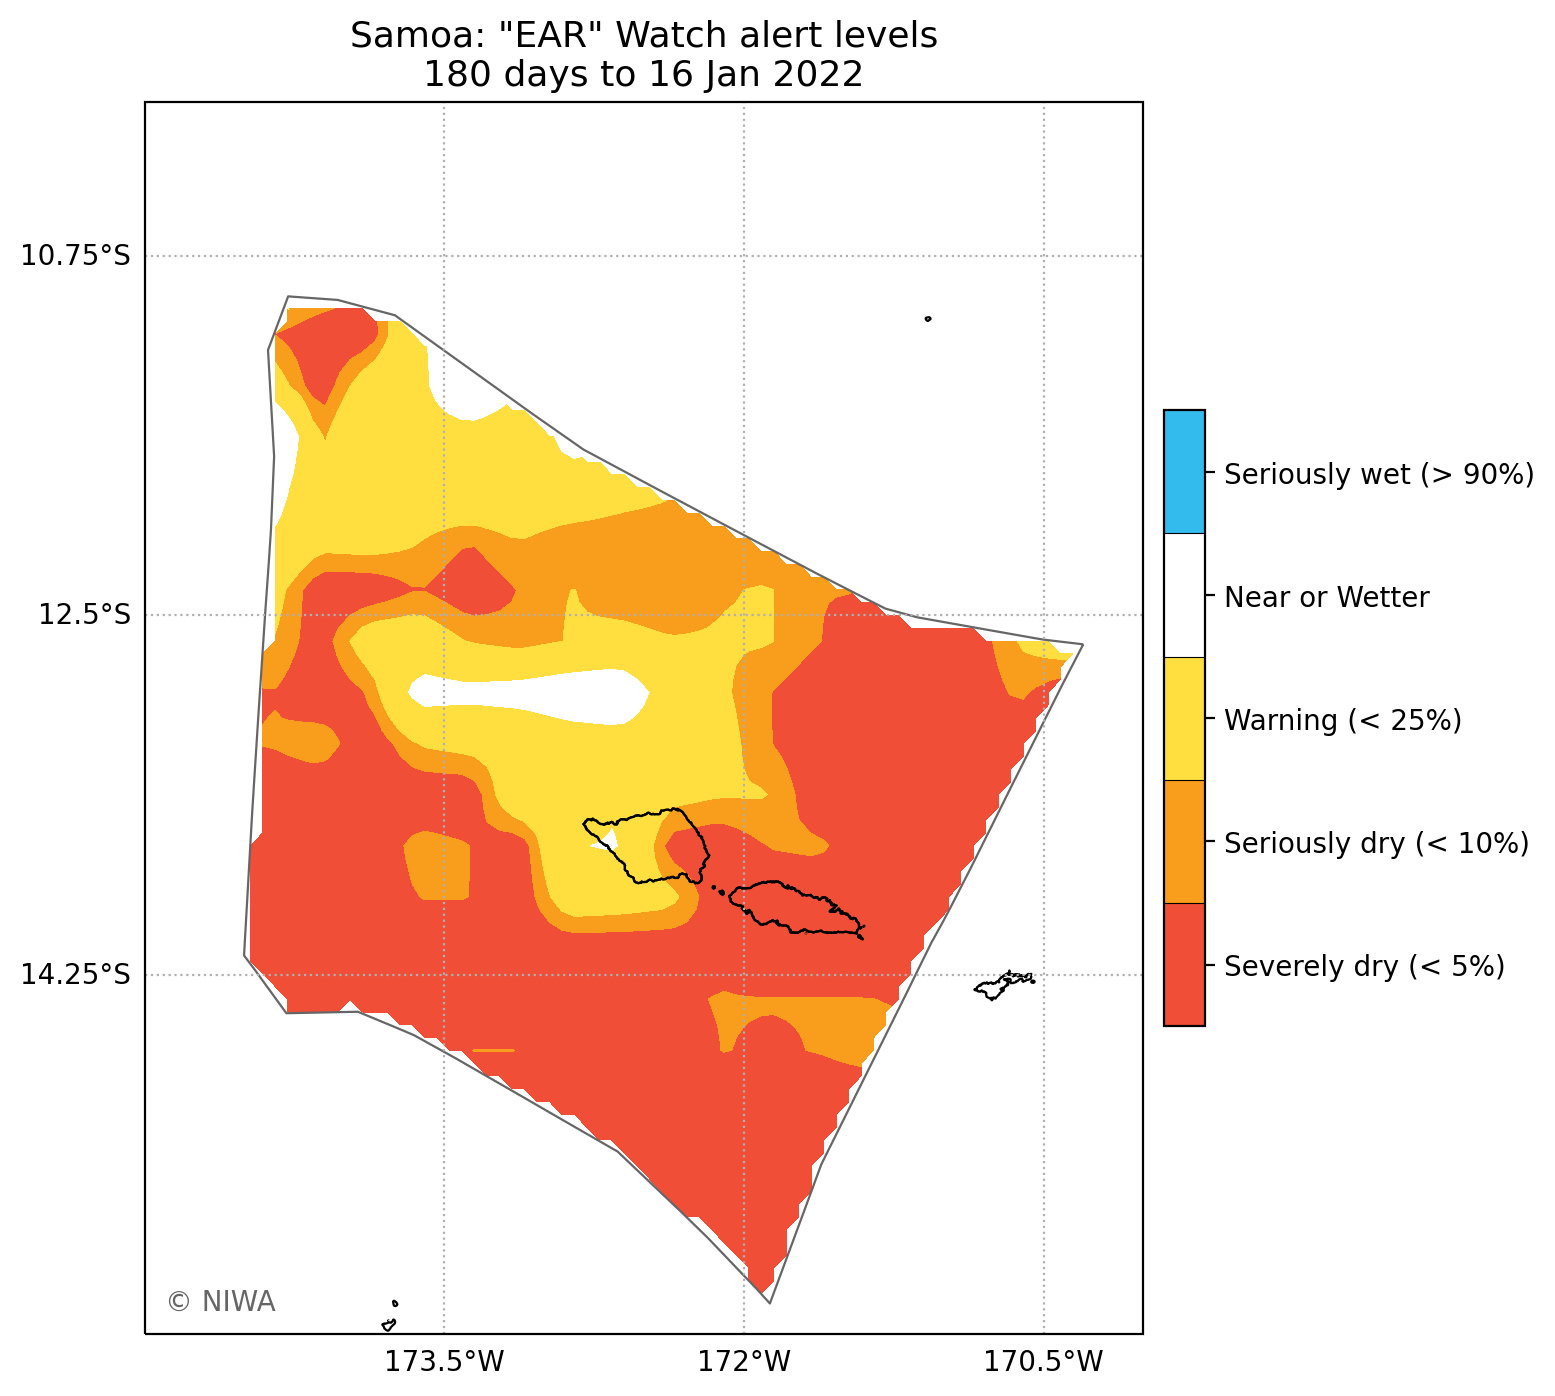 Samoa: "EAR" Watch alert levels
180 days to 16 Jan 2022
10.75°S
12.5°S
14.25°S
173.5°W
172°W
170.5°W
Seriously wet (> 90%)
Near or Wetter
Warning (< 25%)
Seriously dry (< 10%)
Severely dry (< 5%)
© NIWA